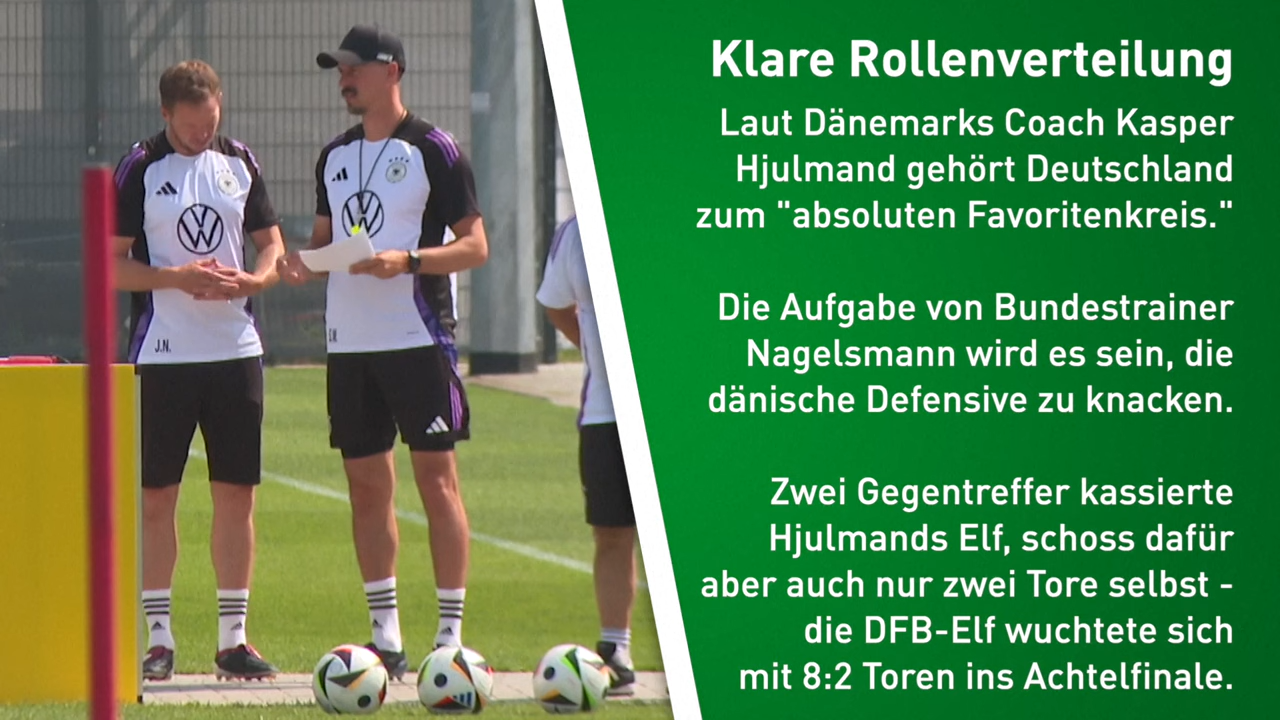 Klare Rollenverteilung
Laut Dänemarks Coach Kasper
Hjulmand gehört Deutschland
zum "absoluten Favoritenkreis."
Die Aufgabe von Bundestrainer
Nagelsmann wird es sein, die
dänische Defensive zu knacken.
Zwei Gegentreffer kassierte
Hjulmands Elf, schoss dafür
aber auch nur zwei Tore selbst -
die DFB-Elf wuchtete sich
mit 8:2 Toren ins Achtelfinale.
J.N.